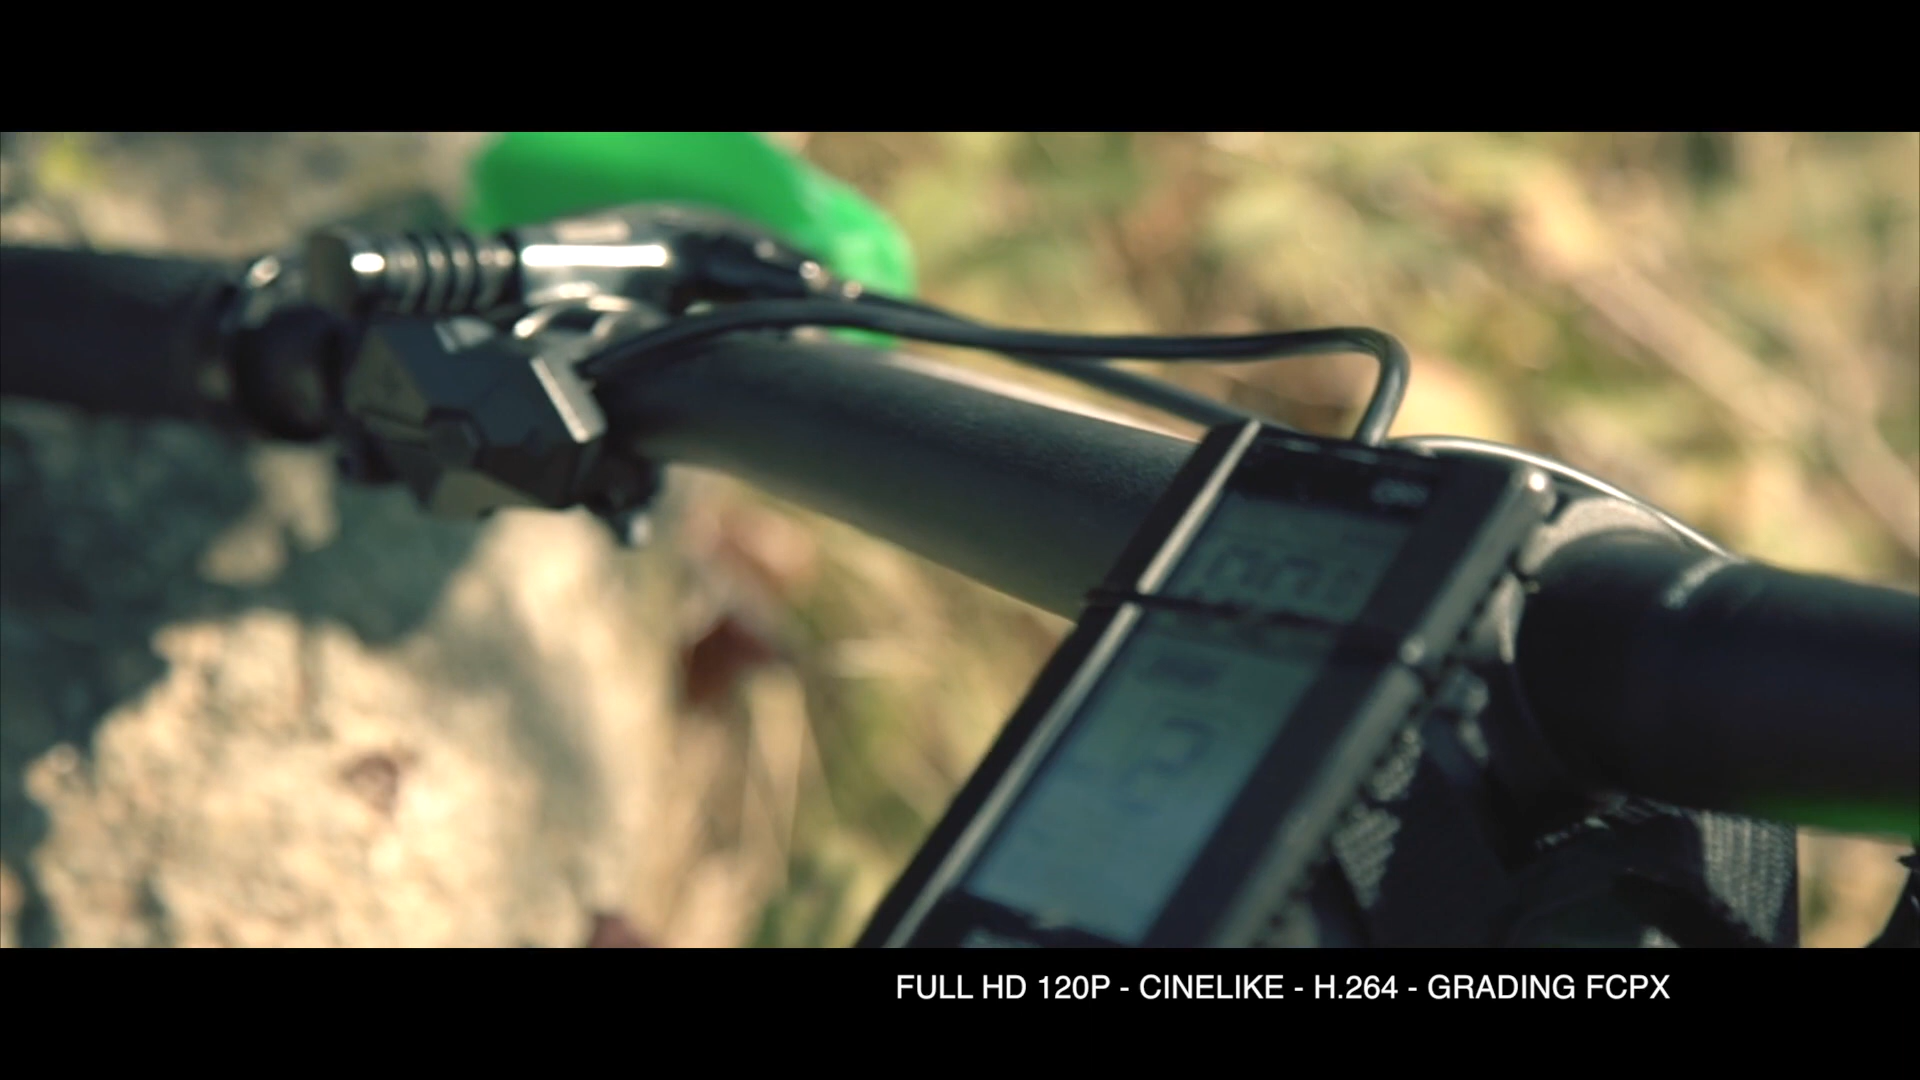 FULL HD 120P - CINELIKE - H.264 - GRADING FCPX